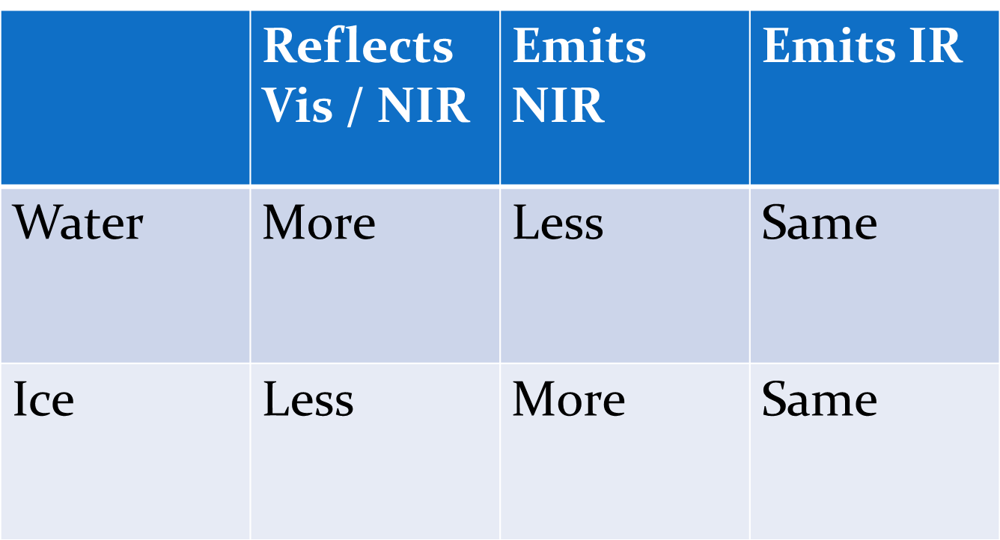 Reflects Vis / NIR
Emits NIR
Emits IR
Water
More
Less
Same
Ice
Less
More
Same